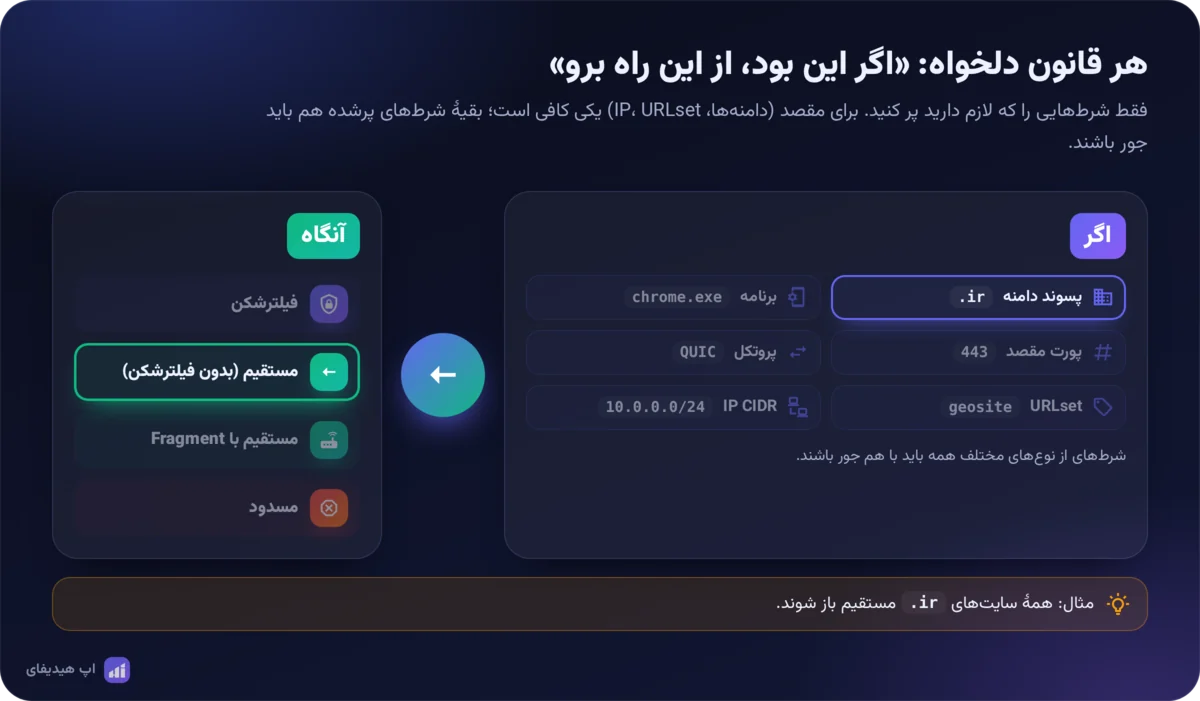 هر قانون دلخواه: «اگر این بود، از این راه برو»
فقط شرط‌هایی را که لازم دارید پر کنید. برای مقصد (دامنه‌ها، IP، URLset) یکی کافی است؛ بقیهٔ شرط‌های پرشده هم باید
جور باشند.
اگر
پسوند دامنه .ir
برنامه chrome.exe
پورت مقصد 443
پروتکل QUIC
URLset geosite
IP CIDR 10.0.0.0/24
شرط‌های از نوع‌های مختلف همه باید با هم جور باشند.
آنگاه
فیلترشکن
مستقیم (بدون فیلترشکن)
مستقیم با Fragment
مسدود
مثال: همهٔ سایت‌های .ir مستقیم باز شوند.
اپ هیدیفای